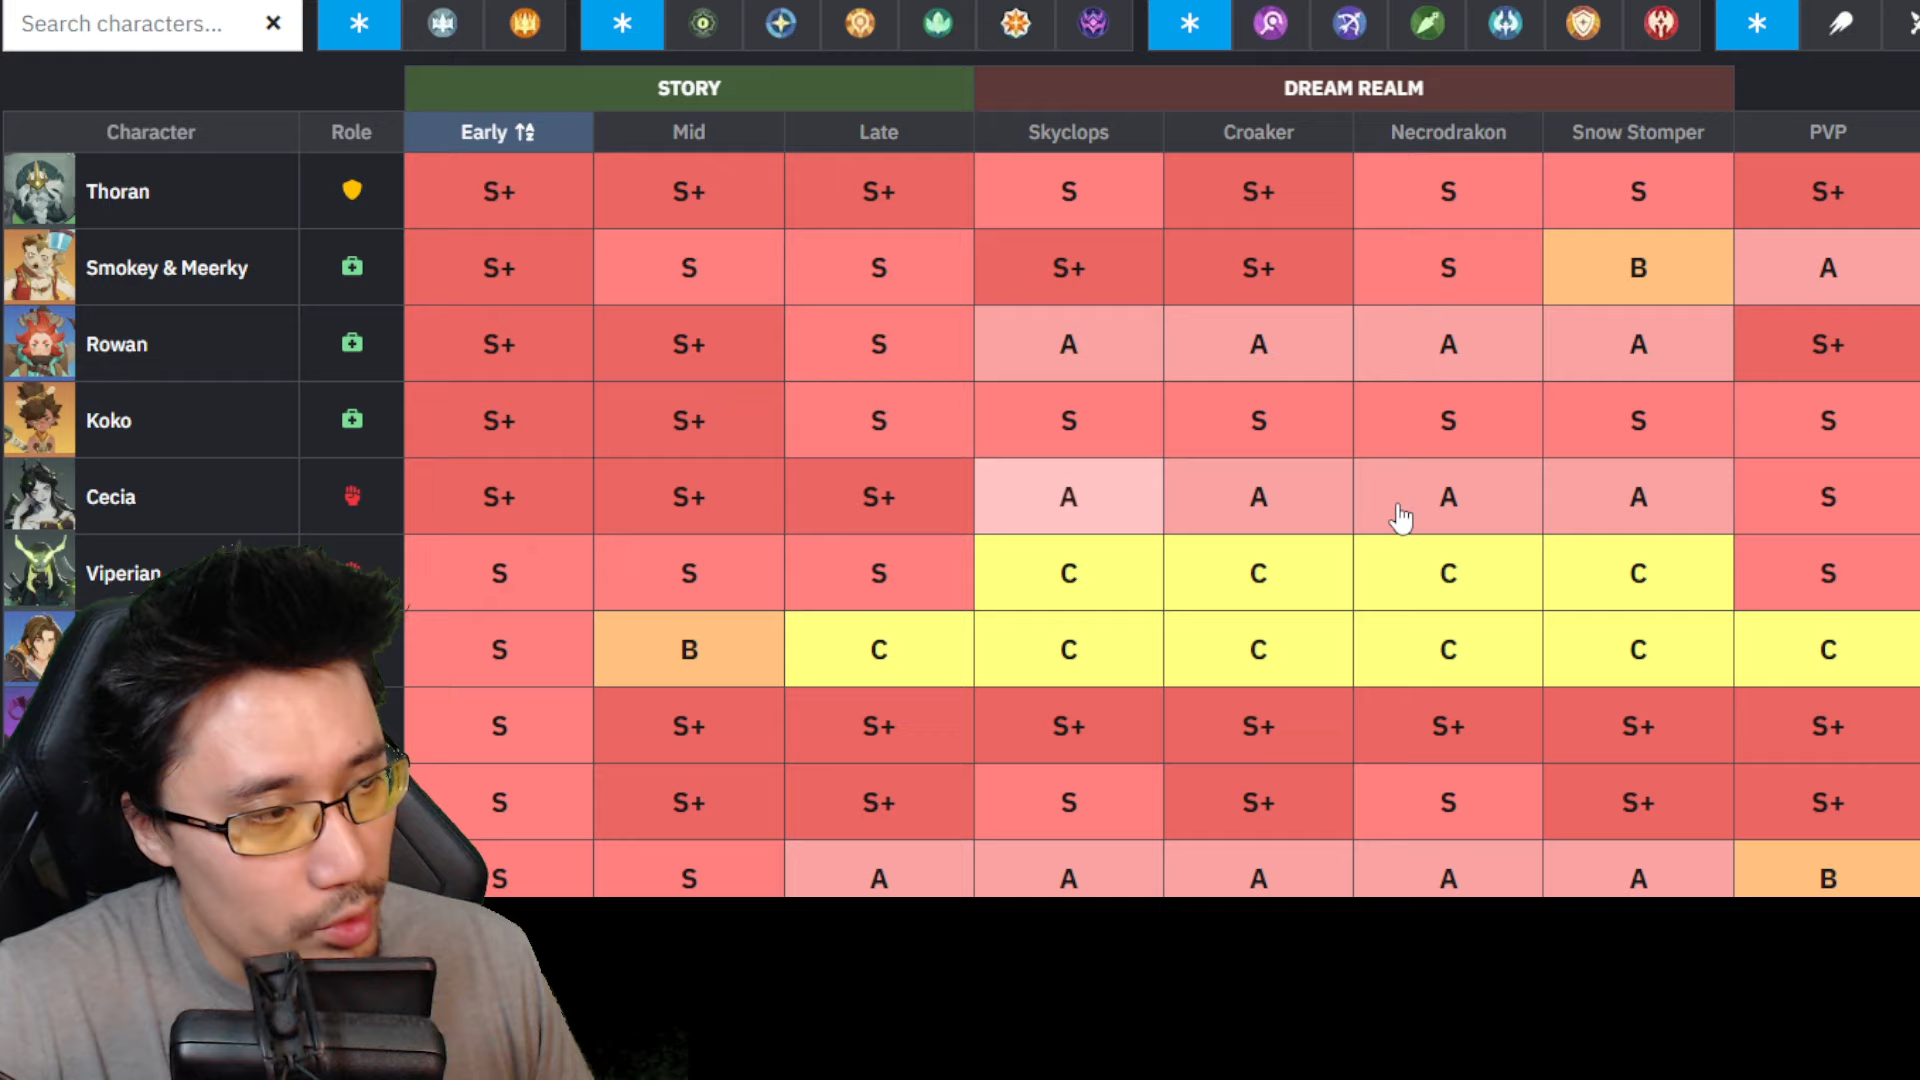 Search characters... ×
STORY DREAM REALM
Character Role Early Mid Late Skyclops Croaker Necrodrakon Snow Stomper PVP
Thoran S+ S+ S+ S S+ S S S+
Smokey & Meerky S+ S S S+ S+ S B A
Rowan S+ S+ S A A A A S+
Koko S+ S+ S S S S S S
Cecia S+ S+ S+ A A A A S
Viperian S S S C C C C S
S B C C C C C C
S S+ S+ S+ S+ S+ S+ S+
S S+ S+ S S+ S S+ S+
S S A A A A A B